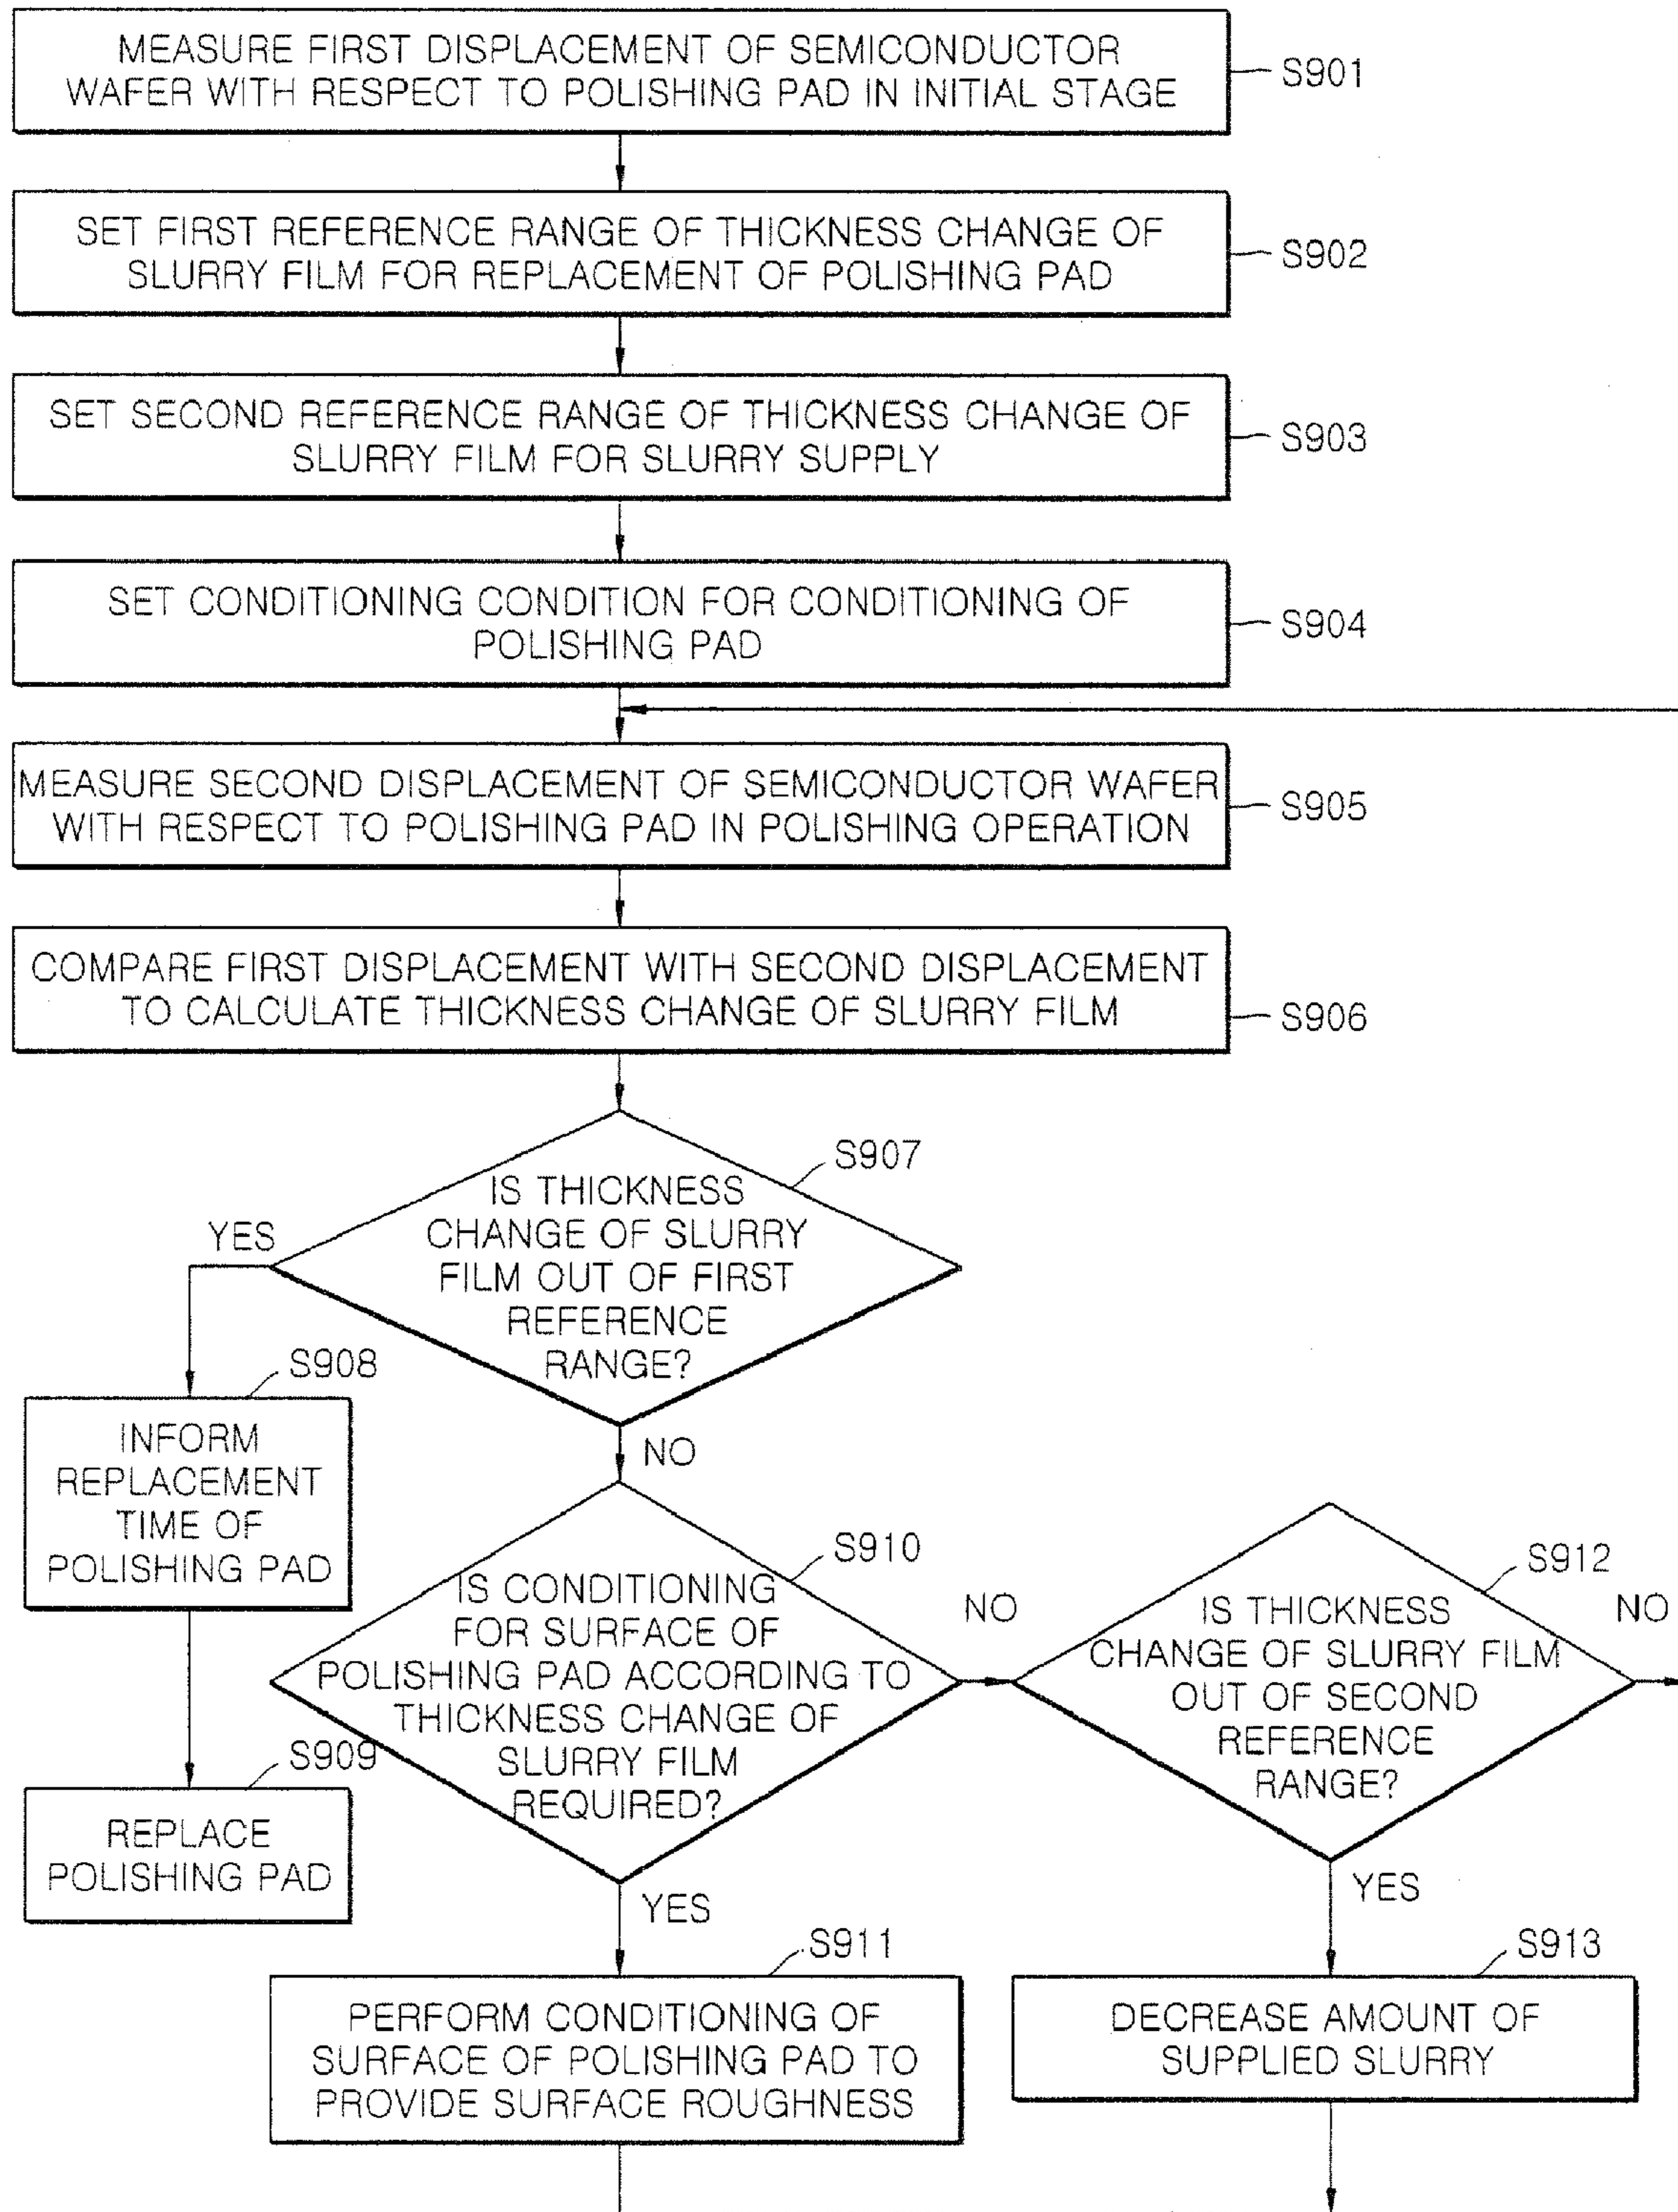 MEASURE FIRST DISPLACEMENT OF SEMICONDUCTOR
WAFER WITH RESPECT TO POLISHING PAD IN INITIAL STAGE
S901
SET FIRST REFERENCE RANGE OF THICKNESS CHANGE OF
SLURRY FILM FOR REPLACEMENT OF POLISHING PAD
S902
SET SECOND REFERENCE RANGE OF THICKNESS CHANGE OF
SLURRY FILM FOR SLURRY SUPPLY
S903
SET CONDITIONING CONDITION FOR CONDITIONING OF
POLISHING PAD
S904
MEASURE SECOND DISPLACEMENT OF SEMICONDUCTOR WAFER
WITH RESPECT TO POLISHING PAD IN POLISHING OPERATION
S905
COMPARE FIRST DISPLACEMENT WITH SECOND DISPLACEMENT
TO CALCULATE THICKNESS CHANGE OF SLURRY FILM
S906
S907
IS THICKNESS
CHANGE OF SLURRY
FILM OUT OF FIRST
REFERENCE
RANGE?
YES
NO
S908
INFORM
REPLACEMENT
TIME OF
POLISHING PAD
S909
REPLACE
POLISHING PAD
S910
IS CONDITIONING
FOR SURFACE OF
POLISHING PAD ACCORDING TO
THICKNESS CHANGE OF
SLURRY FILM
REQUIRED?
NO
YES
S911
PERFORM CONDITIONING OF
SURFACE OF POLISHING PAD TO
PROVIDE SURFACE ROUGHNESS
S912
IS THICKNESS
CHANGE OF SLURRY FILM
OUT OF SECOND
REFERENCE
RANGE?
NO
YES
S913
DECREASE AMOUNT OF
SUPPLIED SLURRY